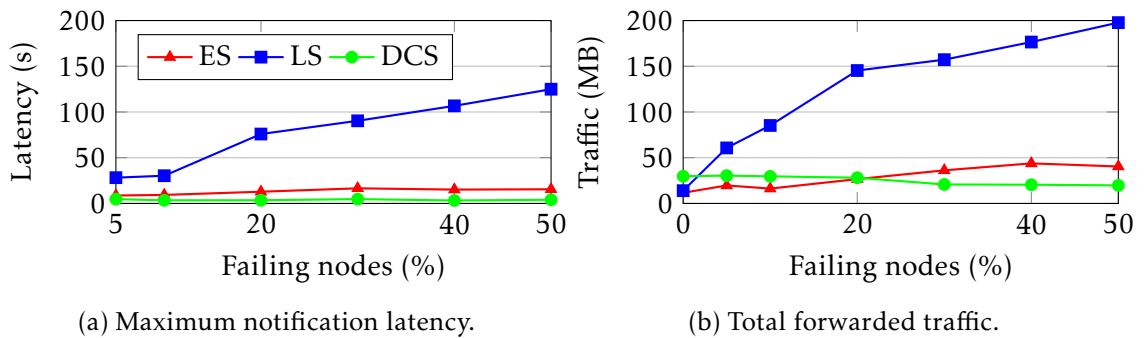 200
150
100
50
0
Latency (s)
ES LS DCS
5 20 40 50
Failing nodes (%)
(a) Maximum notification latency.
200
150
100
50
0
Traffic (MB)
0 20 40 50
Failing nodes (%)
(b) Total forwarded traffic.